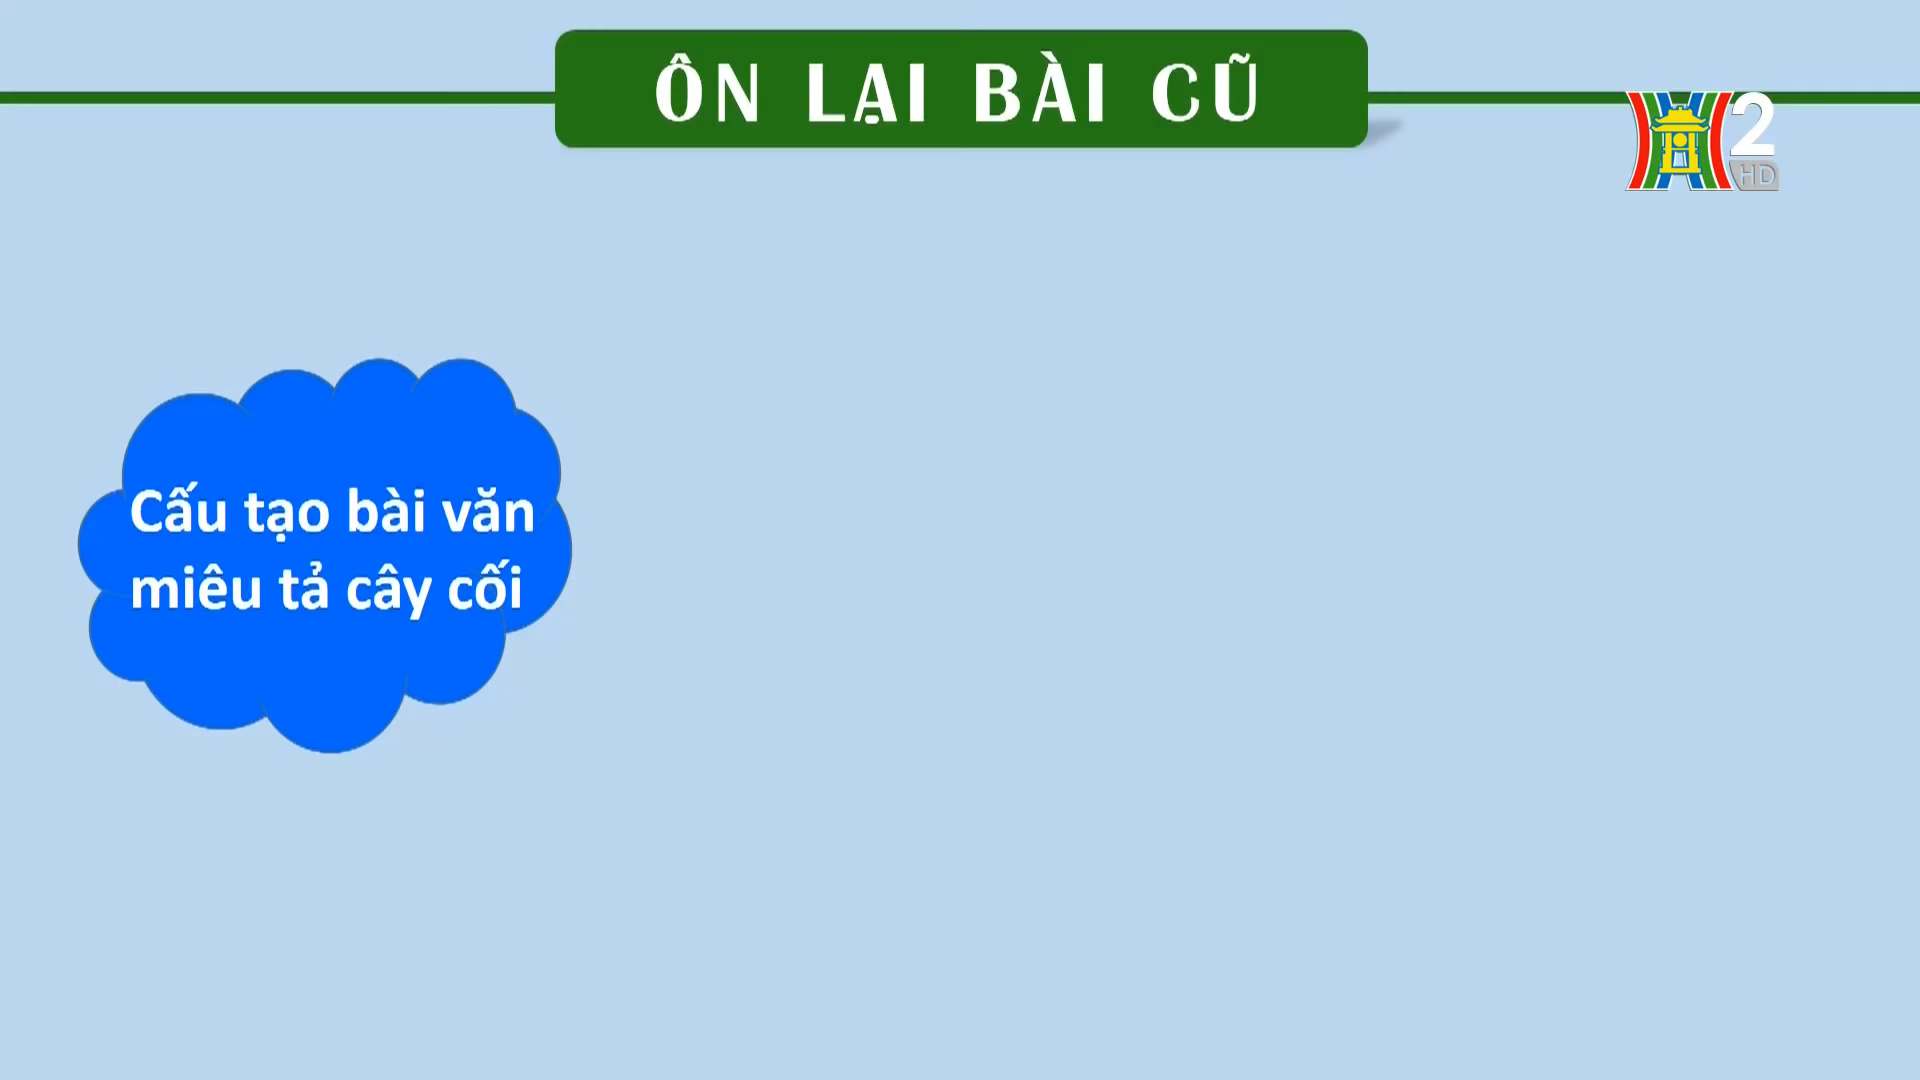 ÔN LẠI BÀI CŨ
2
HD
Cấu tạo bài văn
miêu tả cây cối